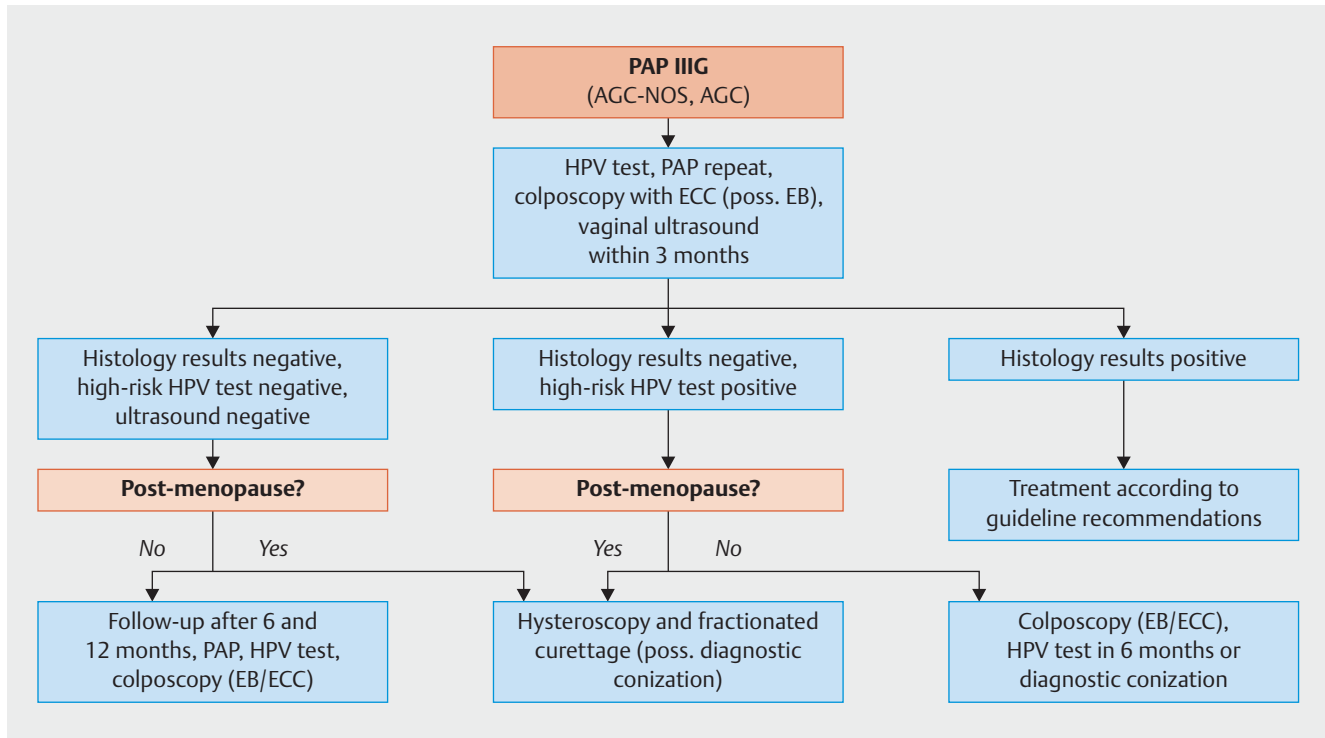 PAP IIIG
(AGC-NOS, AGC)
HPV test, PAP repeat,
colposcopy with ECC (poss. EB),
vaginal ultrasound
within 3 months
Histology results negative,
high-risk HPV test negative,
ultrasound negative
Histology results negative,
high-risk HPV test positive
Histology results positive
Post-menopause?
Post-menopause?
Treatment according to
guideline recommendations
No
Yes
Yes
No
Follow-up after 6 and
12 months, PAP, HPV test,
colposcopy (EB/ECC)
Hysteroscopy and fractionated
curettage (poss. diagnostic
conization)
Colposcopy (EB/ECC),
HPV test in 6 months or
diagnostic conization